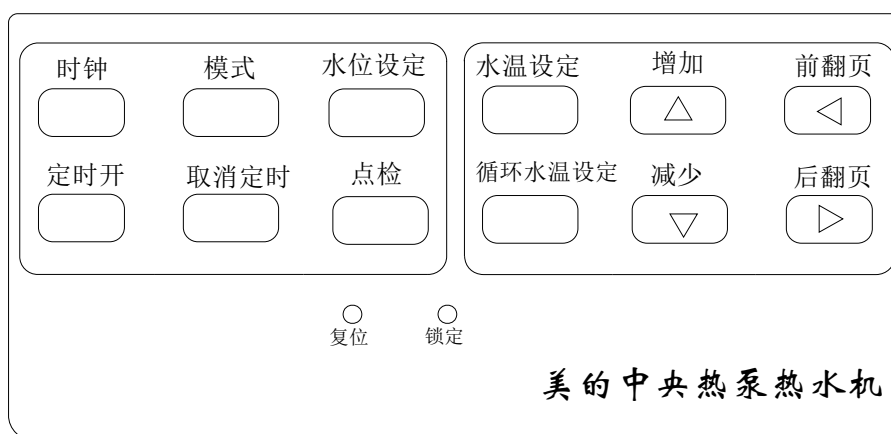 时钟 模式 水位设定 水温设定 增加 前翻页
定时开 取消定时 点检 循环水温设定 减少 后翻页
复位 锁定
美的中央热泵热水机